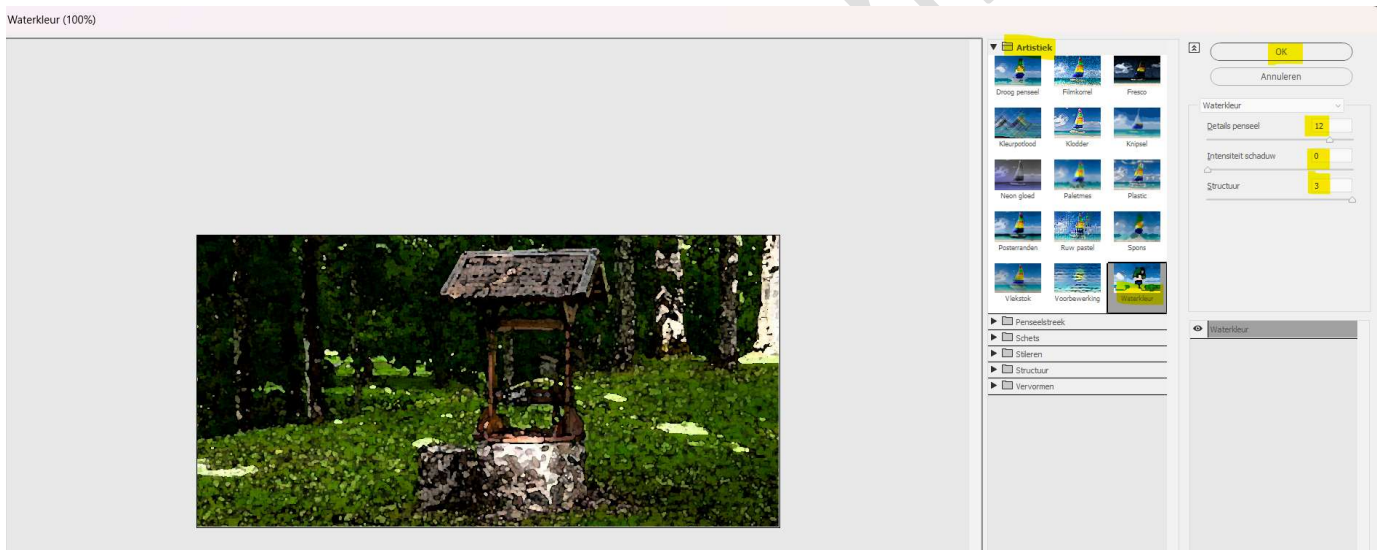 Waterkleur (100%)
Artistiek
Droog penseel Filmkorrel Fresco
Kleurpotlood Klodder Knipsel
Neon gloed Paletmes Plastic
Posterranden Ruw pastel Spons
Vlekstok Voorbewerking Waterkleur
Penseelstreek
Schets
Stileren
Structuur
Vervormen
OK
Annuleren
Waterkleur
Details penseel 12
Intensiteit schaduw 0
Structuur 3
Waterkleur